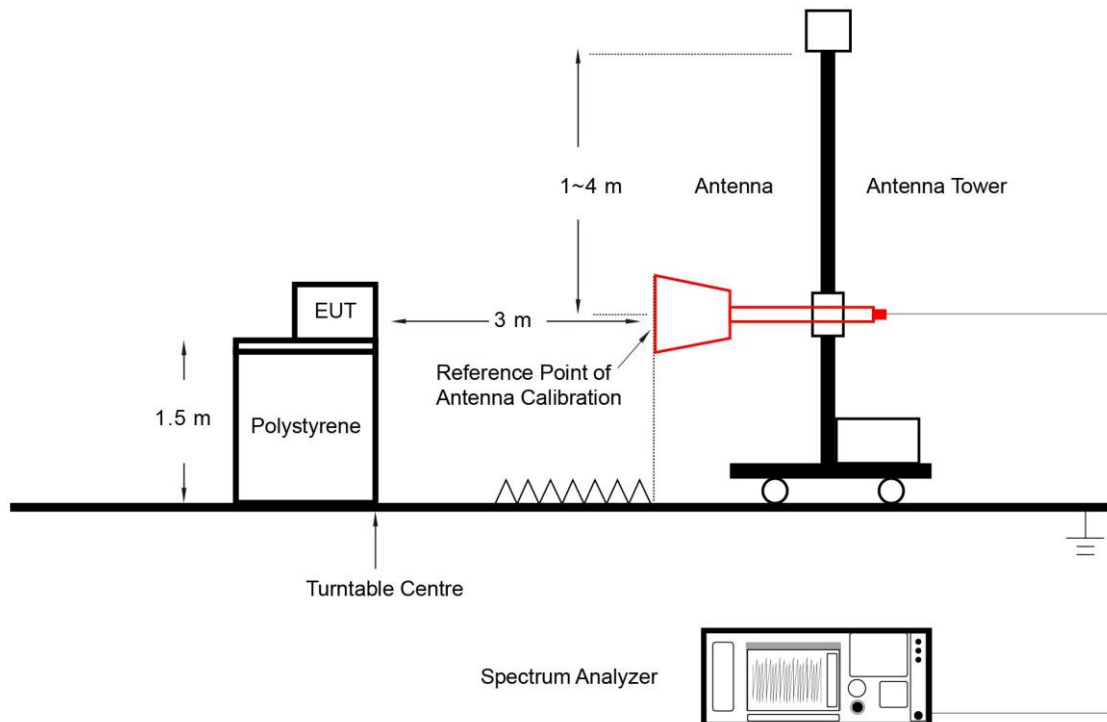 1~4 m
Antenna
Antenna Tower
EUT
3 m
Reference Point of
Antenna Calibration
1.5 m
Polystyrene
Turntable Centre
Spectrum Analyzer